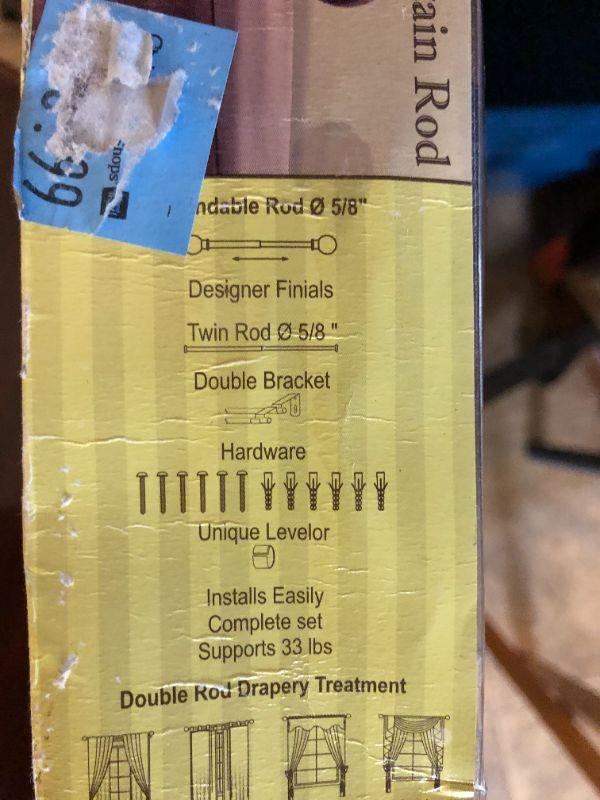 ain Rod
.99
ndable Rod Ø 5/8"
Designer Finials
Twin Rod Ø 5/8 "
Double Bracket
Hardware
Unique Levelor
Installs Easily
Complete set
Supports 33 lbs
Double Rod Drapery Treatment